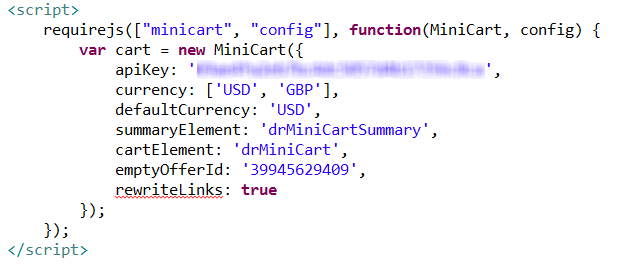 <script>
requirejs(["minicart", "config"], function(MiniCart, config) {
var cart = new MiniCart({
apiKey: '',
currency: ['USD', 'GBP'],
defaultCurrency: 'USD',
summaryElement: 'drMiniCartSummary',
cartElement: 'drMiniCart',
emptyOfferId: '39945629409',
rewriteLinks: true
});
});
</script>